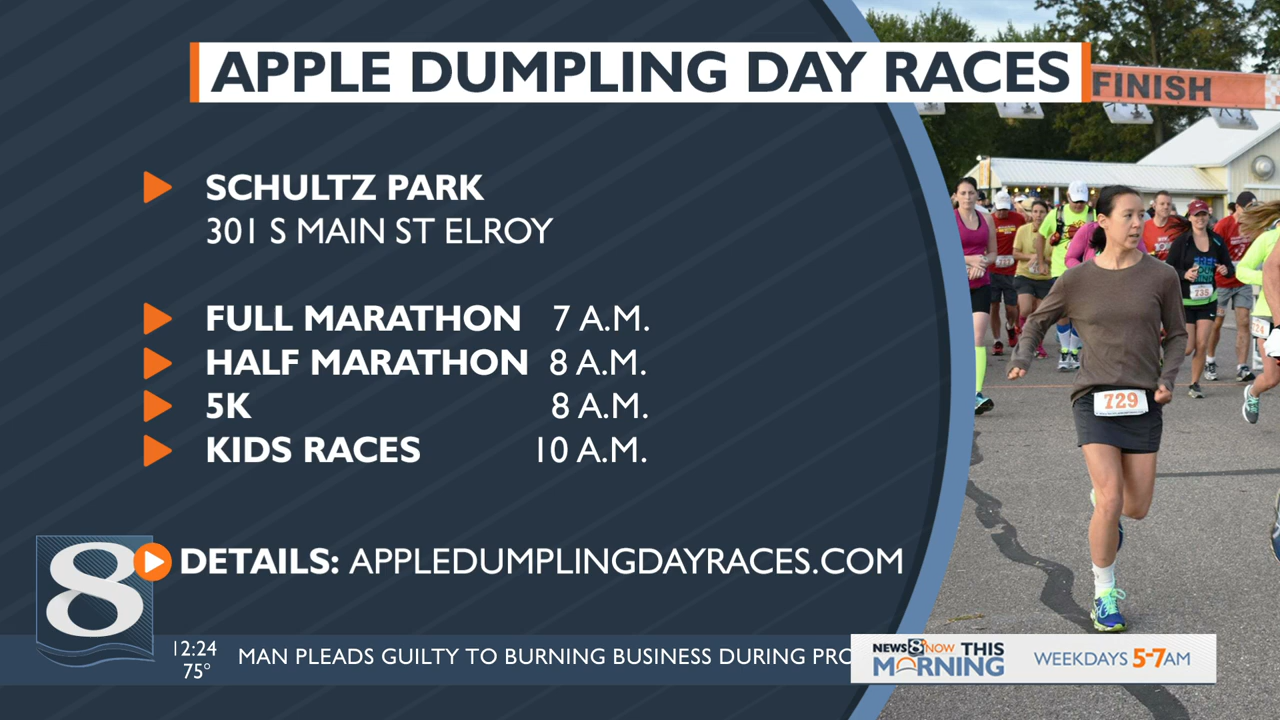 APPLE DUMPLING DAY RACES
FINISH
SCHULTZ PARK
301 S MAIN ST ELROY
FULL MARATHON 7 A.M.
HALF MARATHON 8 A.M.
5K 8 A.M.
KIDS RACES 10 A.M.
729
735
8 DETAILS: APPLEDUMPLINGDAYRACES.COM
12:24
75°
MAN PLEADS GUILTY TO BURNING BUSINESS DURING PRO
NEWS 8 NOW THIS
MORNING
WEEKDAYS 5-7AM